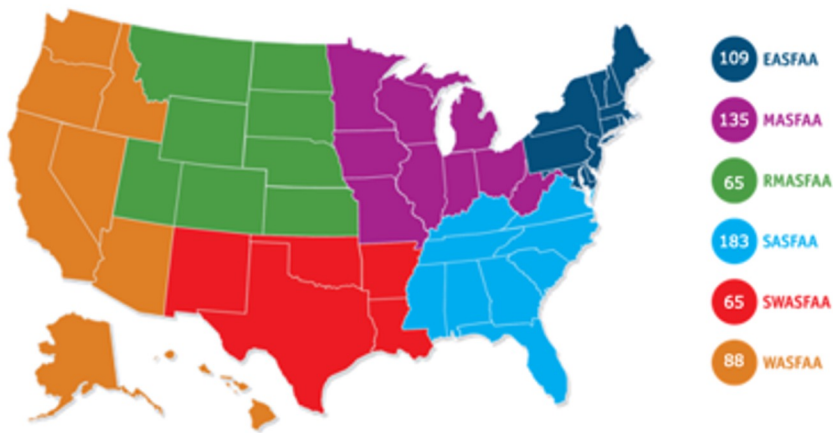 109 EASFAA
135 MASFAA
65 RMASFAA
183 SASFAA
65 SWASFAA
88 WASFAA